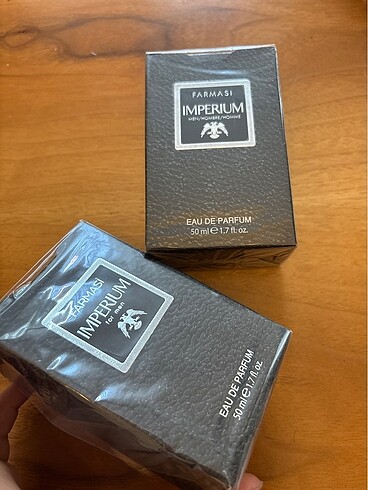 FARMASI
IMPERIUM
MEN/HOMBRE/HOMME
EAU DE PARFUM
50 ml ℮ 1.7 fl. oz.
FARMASI
IMPERIUM
for men
EAU DE PARFUM
50 ml ℮ 1.7 fl. oz.